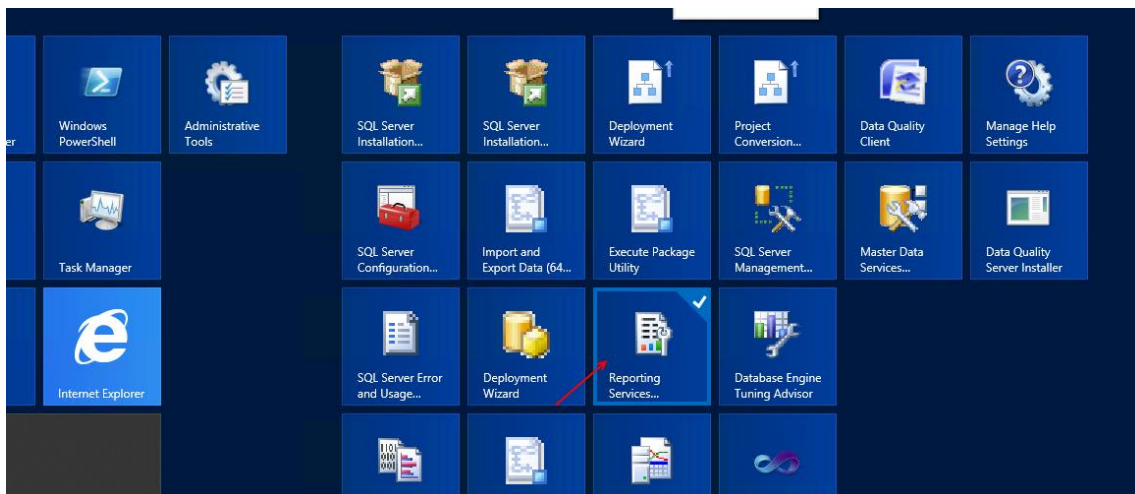 er
Windows
PowerShell
Administrative
Tools
SQL Server
Installation...
SQL Server
Installation...
Deployment
Wizard
Project
Conversion...
Data Quality
Client
Manage Help
Settings
Task Manager
SQL Server
Configuration...
Import and
Export Data (64...
Execute Package
Utility
SQL Server
Management...
Master Data
Services...
Data Quality
Server Installer
Internet Explorer
SQL Server Error
and Usage...
Deployment
Wizard
Reporting
Services...
Database Engine
Tuning Advisor